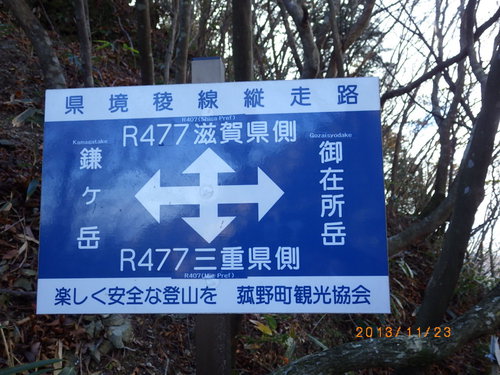 県境稜線縦走路
R407(Shiga Pref)
R477滋賀県側
Kamagatake
鎌ヶ岳
Gozaisyodake
御在所岳
R477三重県側
R407(Mie Pref)
楽しく安全な登山を 菰野町観光協会
2013/11/23